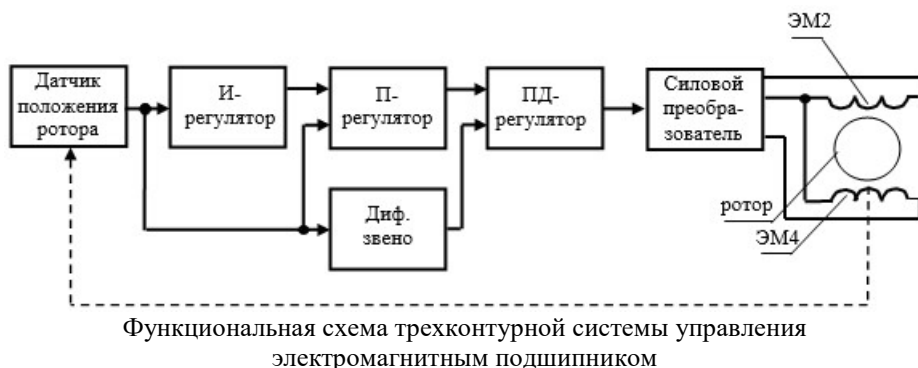 ЭМ2
Датчик
положения
ротора
И-
регулятор
П-
регулятор
ПД-
регулятор
Силовой
преобра-
зователь
Диф.
звено
ротор
ЭМ4
Функциональная схема трехконтурной системы управления
электромагнитным подшипником